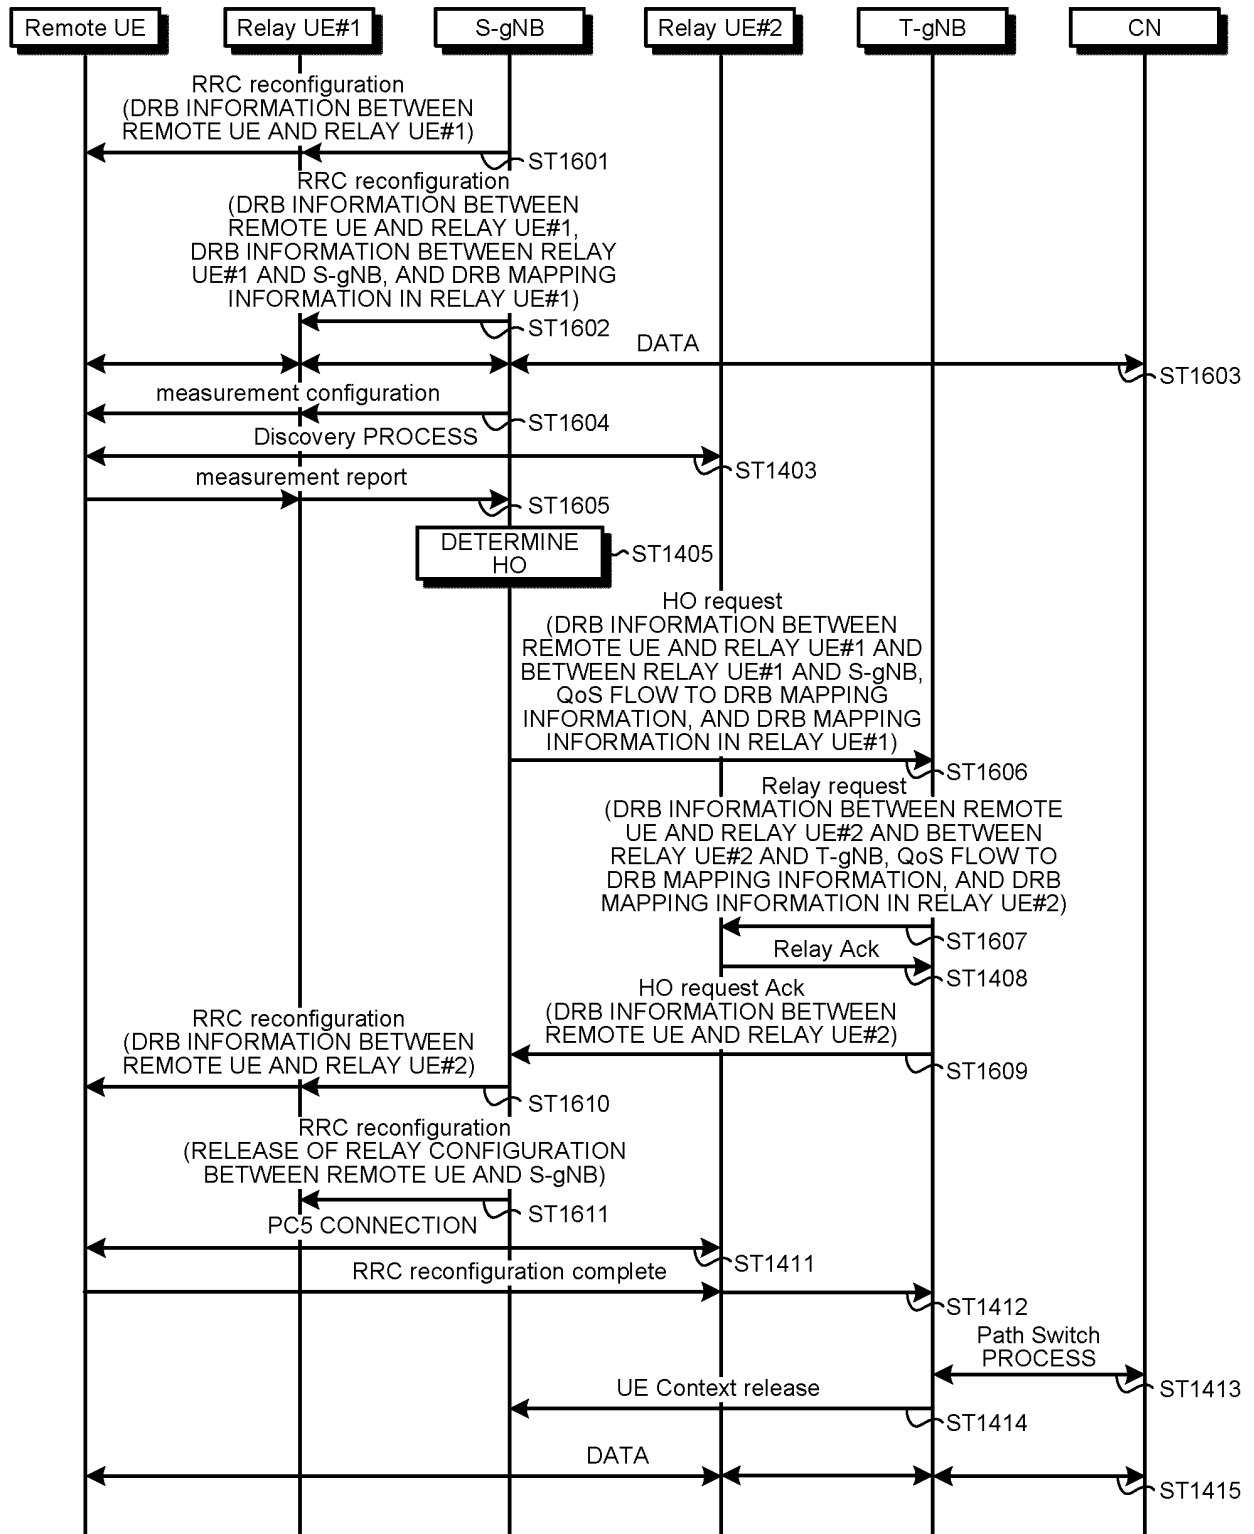 Remote UE
Relay UE#1
S-gNB
Relay UE#2
T-gNB
CN
RRC reconfiguration
(DRB INFORMATION BETWEEN
REMOTE UE AND RELAY UE#1)
ST1601
RRC reconfiguration
(DRB INFORMATION BETWEEN
REMOTE UE AND RELAY UE#1,
DRB INFORMATION BETWEEN RELAY
UE#1 AND S-gNB, AND DRB MAPPING
INFORMATION IN RELAY UE#1)
ST1602
DATA
ST1603
measurement configuration
ST1604
Discovery PROCESS
ST1403
measurement report
ST1605
DETERMINE
HO
ST1405
HO request
(DRB INFORMATION BETWEEN
REMOTE UE AND RELAY UE#1 AND
BETWEEN RELAY UE#1 AND S-gNB,
QoS FLOW TO DRB MAPPING
INFORMATION, AND DRB MAPPING
INFORMATION IN RELAY UE#1)
ST1606
Relay request
(DRB INFORMATION BETWEEN REMOTE
UE AND RELAY UE#2 AND BETWEEN
RELAY UE#2 AND T-gNB, QoS FLOW TO
DRB MAPPING INFORMATION, AND DRB
MAPPING INFORMATION IN RELAY UE#2)
ST1607
Relay Ack
ST1408
HO request Ack
(DRB INFORMATION BETWEEN
REMOTE UE AND RELAY UE#2)
ST1609
RRC reconfiguration
(DRB INFORMATION BETWEEN
REMOTE UE AND RELAY UE#2)
ST1610
RRC reconfiguration
(RELEASE OF RELAY CONFIGURATION
BETWEEN REMOTE UE AND S-gNB)
ST1611
PC5 CONNECTION
ST1411
RRC reconfiguration complete
ST1412
Path Switch
PROCESS
ST1413
UE Context release
ST1414
DATA
ST1415